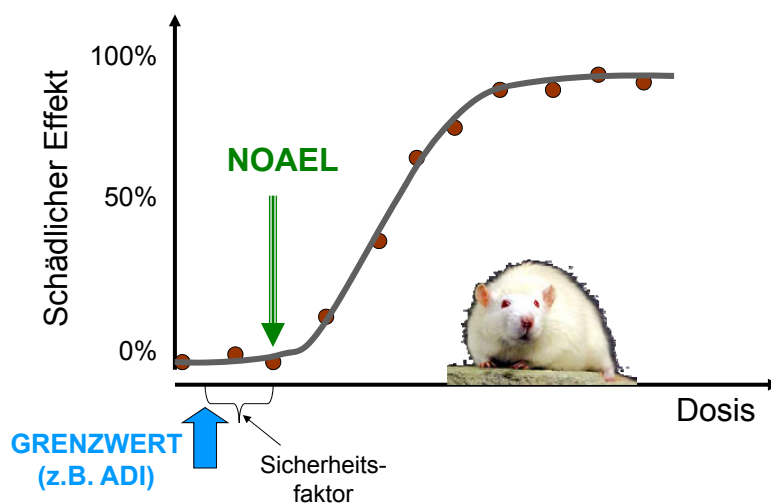 100%
Schädlicher Effekt
NOAEL
50%
0%
Dosis
GRENZWERT
(z.B. ADI)
Sicherheits-
faktor